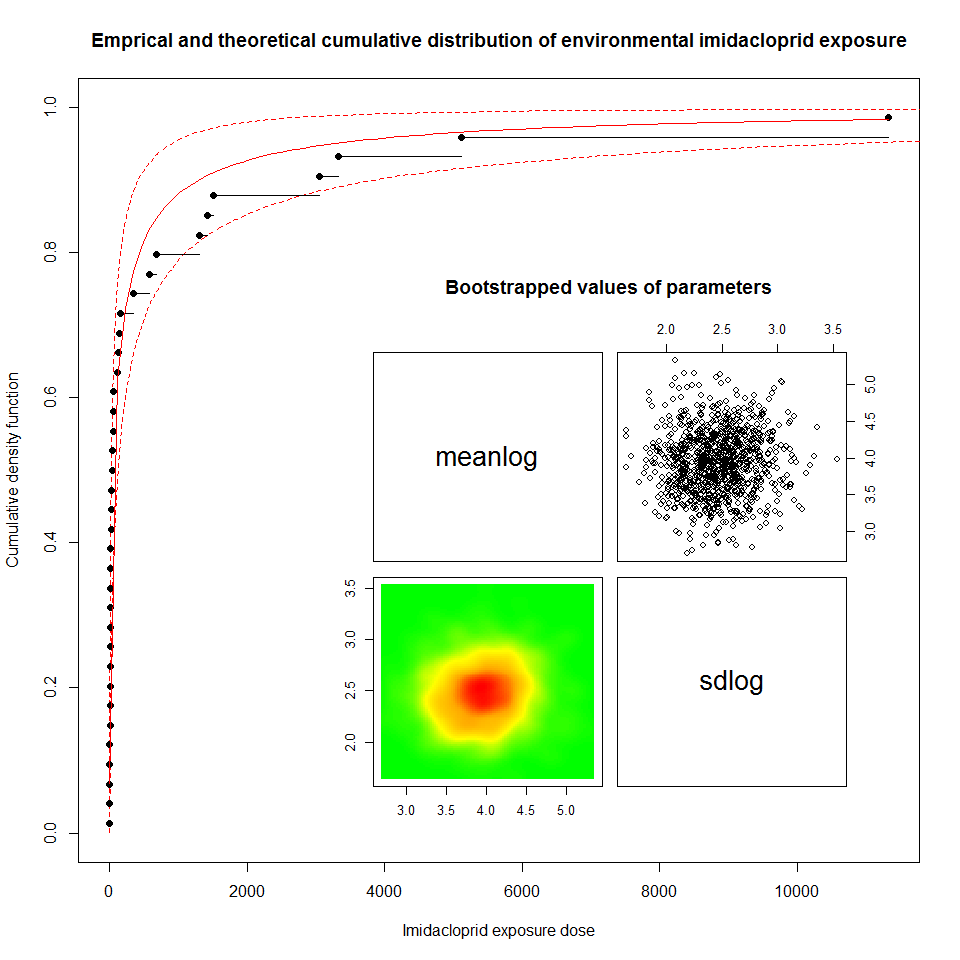 Emprical and theoretical cumulative distribution of environmental imidacloprid exposure
1.0
0.8
0.6
0.4
0.2
0.0
Cumulative density function
0 2000 4000 6000 8000 10000
Imidacloprid exposure dose
Bootstrapped values of parameters
2.0 2.5 3.0 3.5
meanlog
5.0
4.5
4.0
3.5
3.0
3.5
3.0
2.5
2.0
sdlog
3.0 3.5 4.0 4.5 5.0